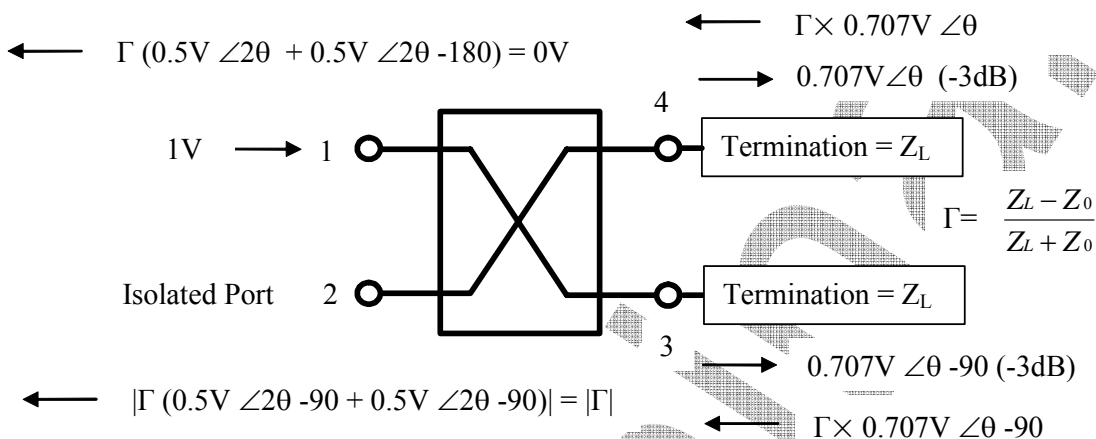 Γ× 0.707V ∠θ
Γ (0.5V ∠2θ + 0.5V ∠2θ -180) = 0V
0.707V∠θ (-3dB)
4
1V
1
Termination = Z_L
Γ= (Z_L − Z_0) / (Z_L + Z_0)
Isolated Port
2
Termination = Z_L
3
0.707V ∠θ -90 (-3dB)
|Γ (0.5V ∠2θ -90 + 0.5V ∠2θ -90)| = |Γ|
Γ× 0.707V ∠θ -90